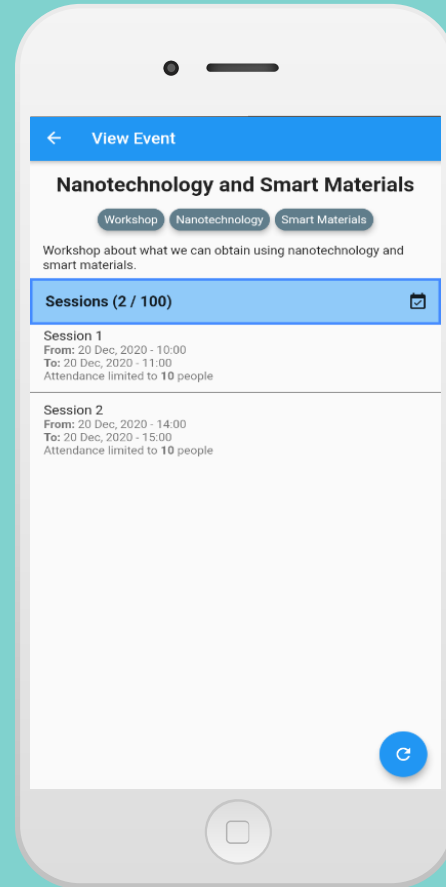 View Event
Nanotechnology and Smart Materials
Workshop Nanotechnology Smart Materials
Workshop about what we can obtain using nanotechnology and
smart materials.
Sessions (2 / 100)
Session 1
From: 20 Dec, 2020 - 10:00
To: 20 Dec, 2020 - 11:00
Attendance limited to 10 people
Session 2
From: 20 Dec, 2020 - 14:00
To: 20 Dec, 2020 - 15:00
Attendance limited to 10 people